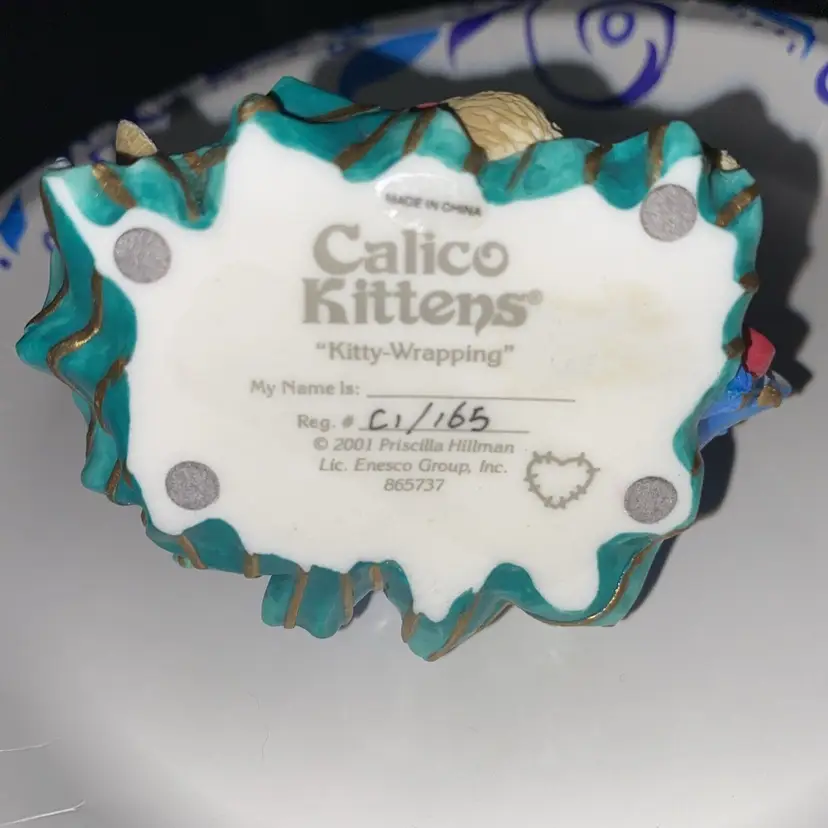 MADE IN CHINA
Calico
Kittens®
“Kitty-Wrapping”
My Name Is:
Reg. # C1/165
© 2001 Priscilla Hillman
Lic. Enesco Group, Inc.
865737